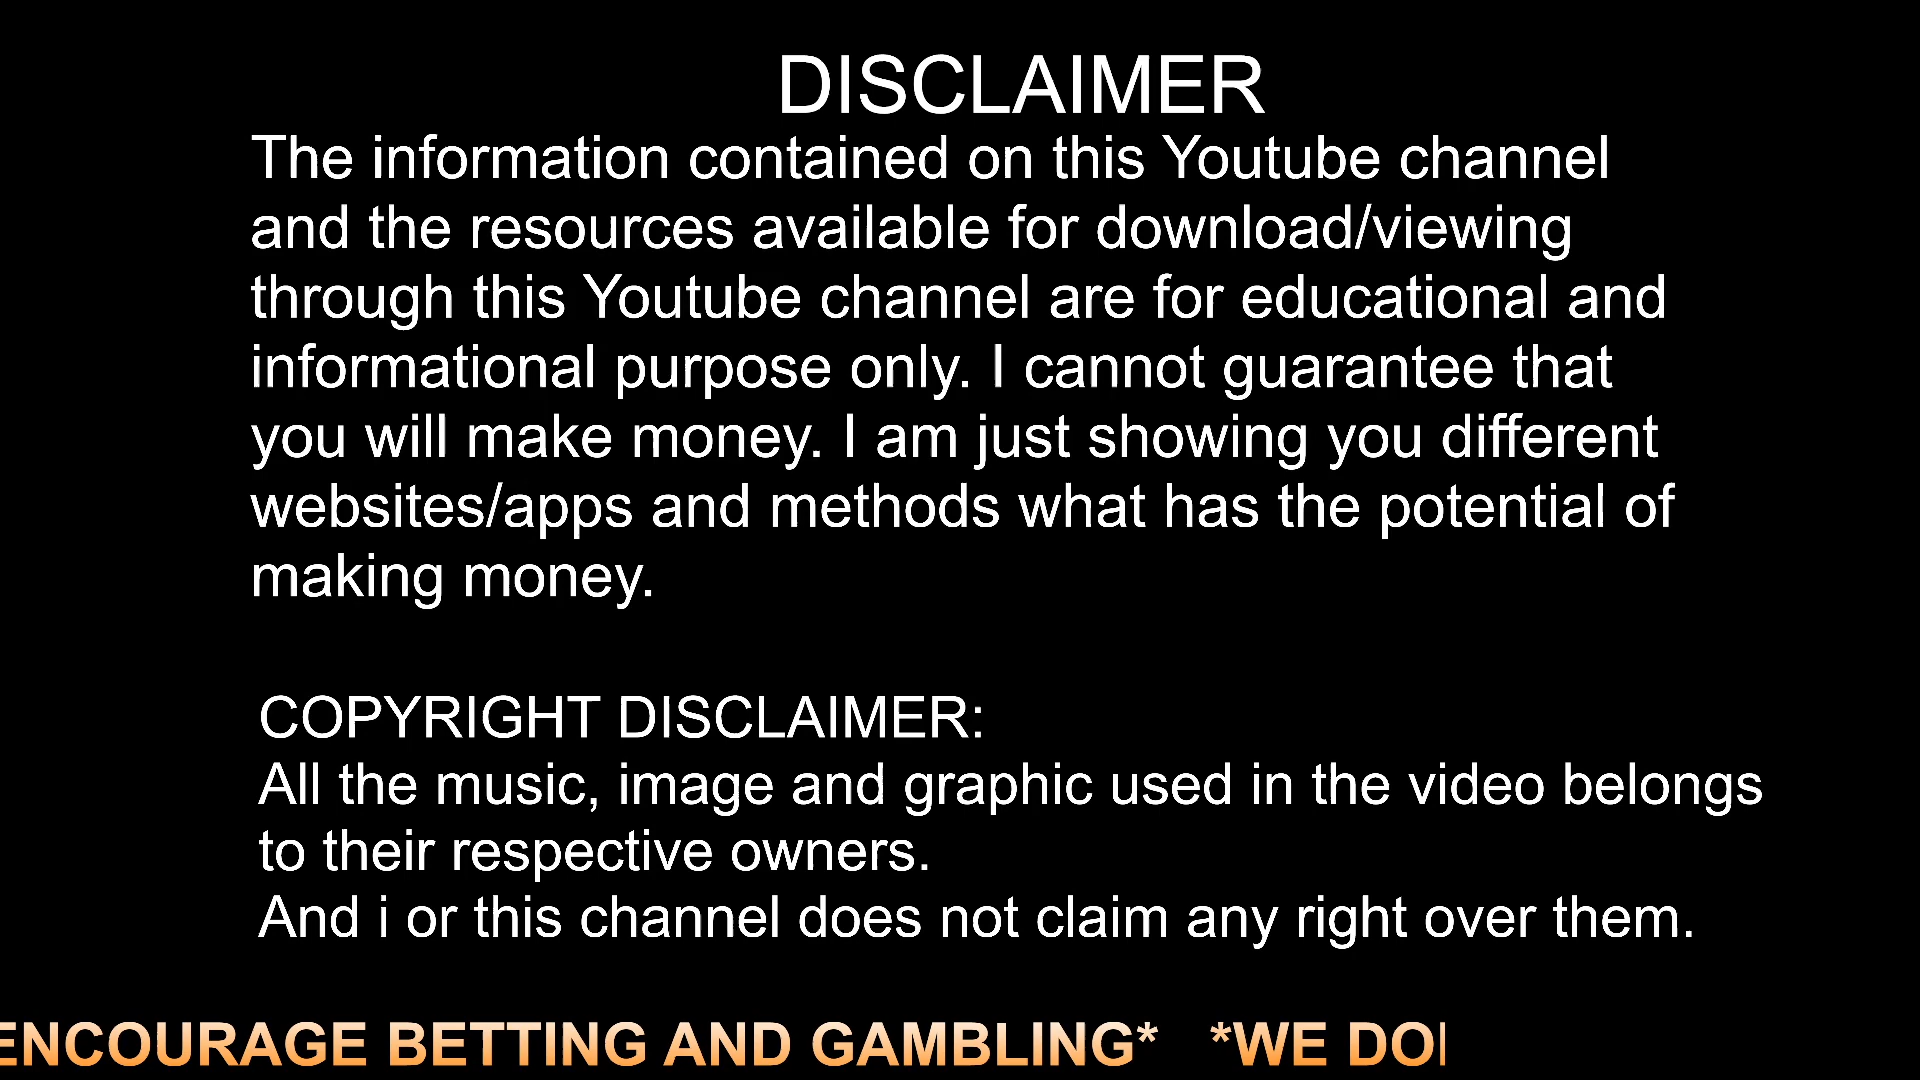 DISCLAIMER
The information contained on this Youtube channel
and the resources available for download/viewing
through this Youtube channel are for educational and
informational purpose only. I cannot guarantee that
you will make money. I am just showing you different
websites/apps and methods what has the potential of
making money.
COPYRIGHT DISCLAIMER:
All the music, image and graphic used in the video belongs
to their respective owners.
And i or this channel does not claim any right over them.
ENCOURAGE BETTING AND GAMBLING* *WE